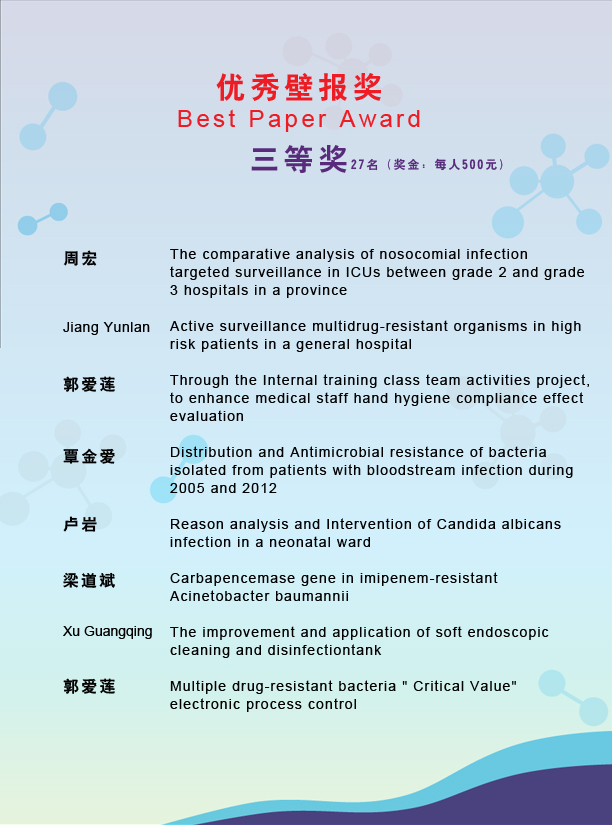 优秀壁报奖
Best Paper Award
三等奖27名（奖金：每人500元）
周宏
The comparative analysis of nosocomial infection
targeted surveillance in ICUs between grade 2 and grade
3 hospitals in a province
Jiang Yunlan
Active surveillance multidrug-resistant organisms in high
risk patients in a general hospital
郭爱莲
Through the Internal training class team activities project,
to enhance medical staff hand hygiene compliance effect
evaluation
覃金爱
Distribution and Antimicrobial resistance of bacteria
isolated from patients with bloodstream infection during
2005 and 2012
卢岩
Reason analysis and Intervention of Candida albicans
infection in a neonatal ward
梁道斌
Carbapencemase gene in imipenem-resistant
Acinetobacter baumannii
Xu Guangqing
The improvement and application of soft endoscopic
cleaning and disinfectiontank
郭爱莲
Multiple drug-resistant bacteria " Critical Value"
electronic process control